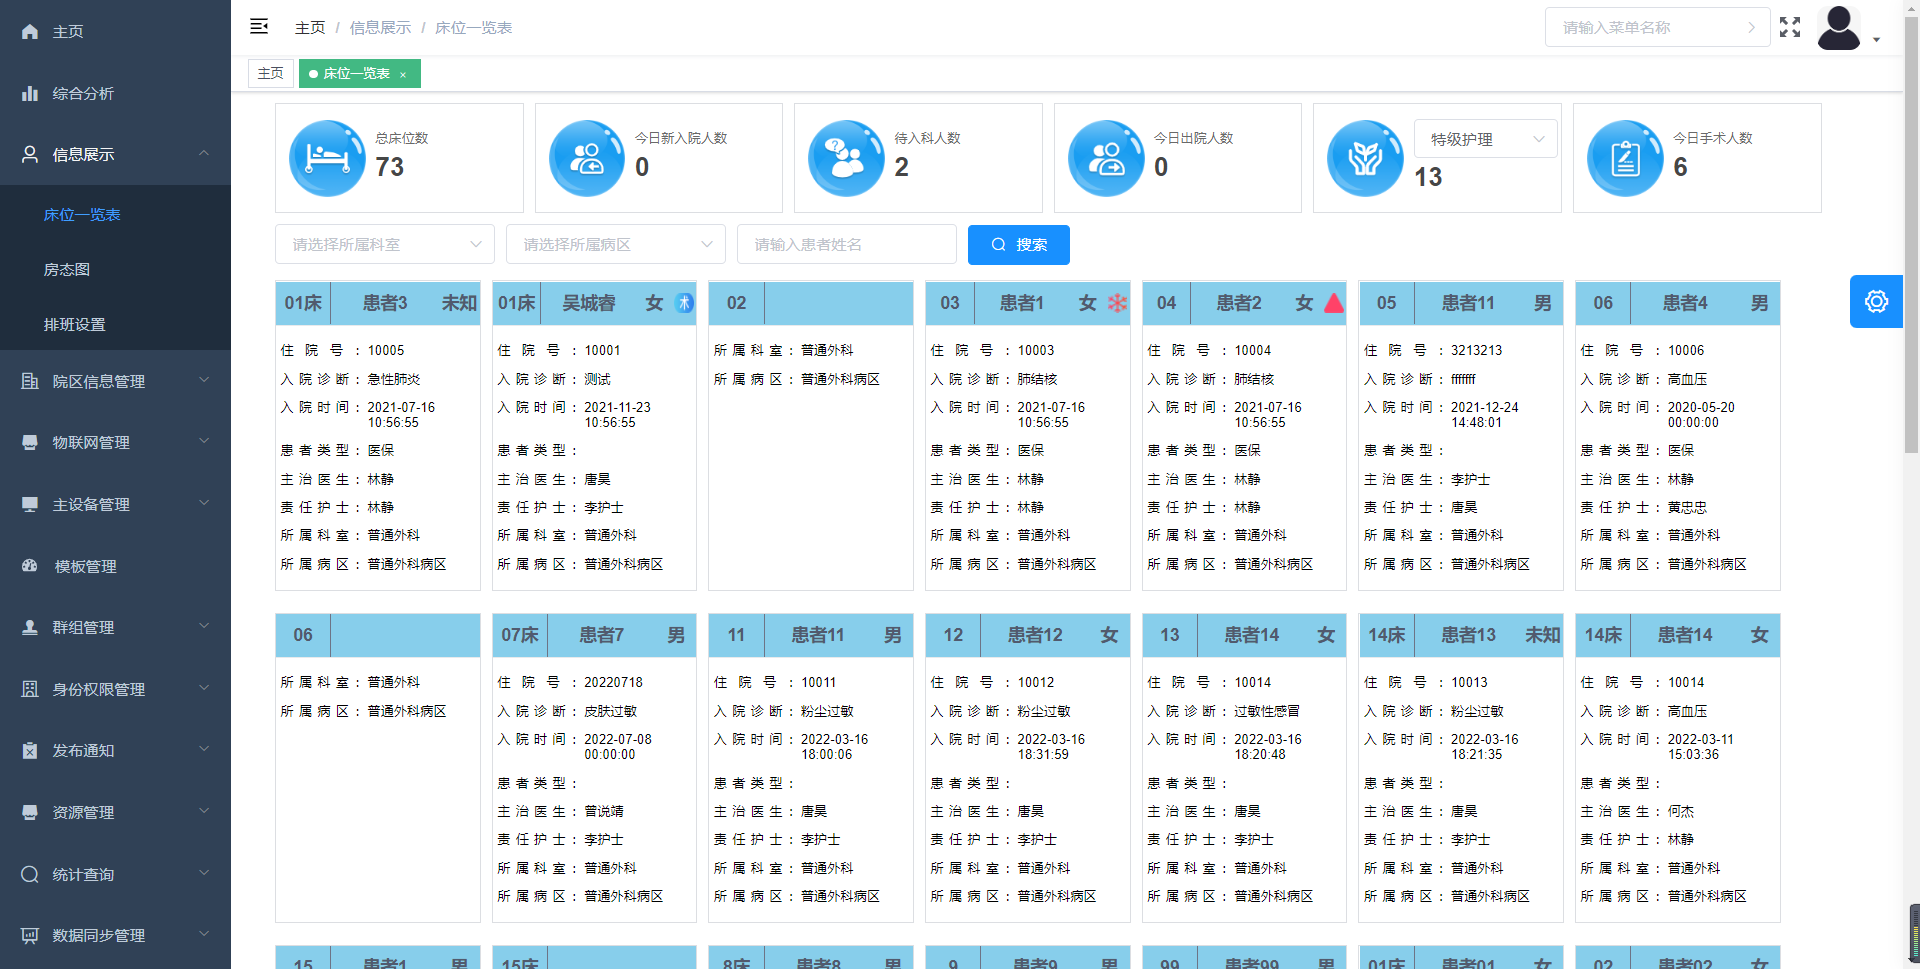 主页
综合分析
信息展示
床位一览表
房态图
排班设置
院区信息管理
物联网管理
主设备管理
模板管理
群组管理
身份权限管理
发布通知
资源管理
统计查询
数据同步管理
主页 / 信息展示 / 床位一览表
请输入菜单名称
主页
床位一览表 ×
总床位数
73
今日新入院人数
0
待入科人数
2
今日出院人数
0
特级护理
13
今日手术人数
6
请选择所属科室
请选择所属病区
请输入患者姓名
搜索
01床 患者3 未知
住院号：10005
入院诊断：急性肺炎
入院时间：2021-07-16
10:56:55
患者类型：医保
主治医生：林静
责任护士：林静
所属科室：普通外科
所属病区：普通外科病区
01床 吴城睿 女 术
住院号：10001
入院诊断：测试
入院时间：2021-11-23
10:56:55
患者类型：
主治医生：唐昊
责任护士：李护士
所属科室：普通外科
所属病区：普通外科病区
02
所属科室：普通外科
所属病区：普通外科病区
03 患者1 女
住院号：10003
入院诊断：肺结核
入院时间：2021-07-16
10:56:55
患者类型：医保
主治医生：林静
责任护士：林静
所属科室：普通外科
所属病区：普通外科病区
04 患者2 女
住院号：10004
入院诊断：肺结核
入院时间：2021-07-16
10:56:55
患者类型：医保
主治医生：林静
责任护士：林静
所属科室：普通外科
所属病区：普通外科病区
05 患者11 男
住院号：3213213
入院诊断：fffffff
入院时间：2021-12-24
14:48:01
患者类型：
主治医生：李护士
责任护士：唐昊
所属科室：普通外科
所属病区：普通外科病区
06 患者4 男
住院号：10006
入院诊断：高血压
入院时间：2020-05-20
00:00:00
患者类型：医保
主治医生：林静
责任护士：黄忠忠
所属科室：普通外科
所属病区：普通外科病区
06
所属科室：普通外科
所属病区：普通外科病区
07床 患者7 男
住院号：20220718
入院诊断：皮肤过敏
入院时间：2022-07-08
00:00:00
患者类型：
主治医生：曾说靖
责任护士：李护士
所属科室：普通外科
所属病区：普通外科病区
11 患者11 男
住院号：10011
入院诊断：粉尘过敏
入院时间：2022-03-16
18:00:06
患者类型：
主治医生：唐昊
责任护士：李护士
所属科室：普通外科
所属病区：普通外科病区
12 患者12 女
住院号：10012
入院诊断：粉尘过敏
入院时间：2022-03-16
18:31:59
患者类型：
主治医生：唐昊
责任护士：李护士
所属科室：普通外科
所属病区：普通外科病区
13 患者14 女
住院号：10014
入院诊断：过敏性感冒
入院时间：2022-03-16
18:20:48
患者类型：
主治医生：唐昊
责任护士：李护士
所属科室：普通外科
所属病区：普通外科病区
14床 患者13 未知
住院号：10013
入院诊断：粉尘过敏
入院时间：2022-03-16
18:21:35
患者类型：
主治医生：唐昊
责任护士：李护士
所属科室：普通外科
所属病区：普通外科病区
14床 患者14 女
住院号：10014
入院诊断：高血压
入院时间：2022-03-11
15:03:36
患者类型：
主治医生：何杰
责任护士：林静
所属科室：普通外科
所属病区：普通外科病区
15 患者1 男
15床
8床 患者8 男
9 患者9 男
99 患者99 男
01床 患者01 女
02 患者02 女